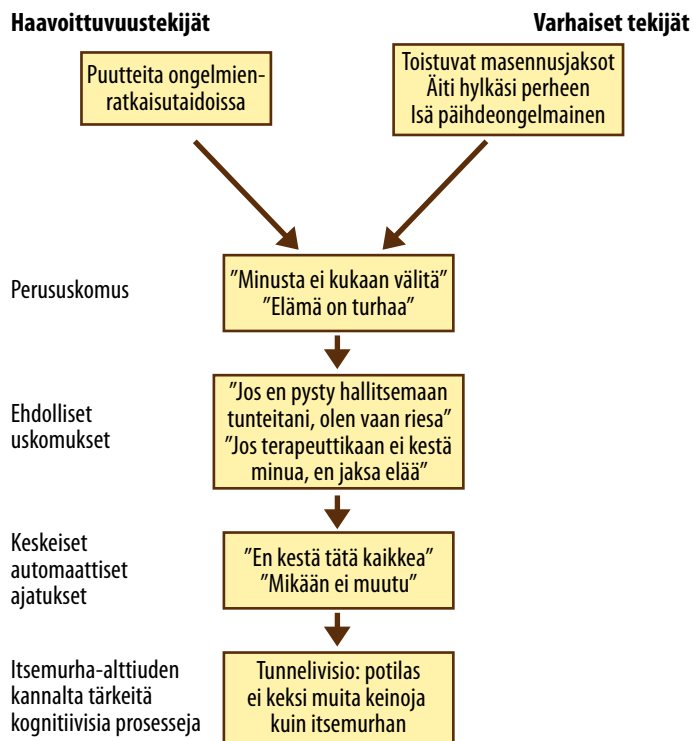 Haavoittuvuustekijät
Varhaiset tekijät
Puutteita ongelmien-
ratkaisutaidoissa
Toistuvat masennusjaksot
Äiti hylkäsi perheen
Isä päihdeongelmainen
Perususkomus
”Minusta ei kukaan välitä”
”Elämä on turhaa”
Ehdolliset
uskomukset
”Jos en pysty hallitsemaan
tunteitani, olen vaan riesa”
”Jos terapeuttikaan ei kestä
minua, en jaksa elää”
Keskeiset
automaattiset
ajatukset
”En kestä tätä kaikkea”
”Mikään ei muutu”
Itsemurha-alttiuden
kannalta tärkeitä
kognitiivisia prosesseja
Tunnelivisio: potilas
ei keksi muita keinoja
kuin itsemurhan